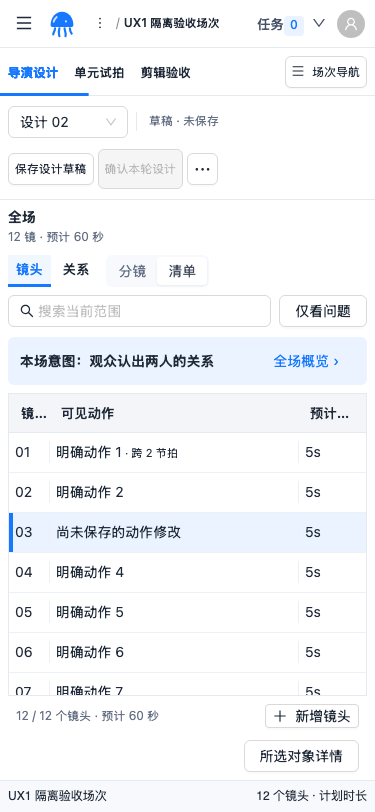 / UX1 隔离验收场次 任务 0
导演设计 单元试拍 剪辑验收 场次导航
设计 02 草稿 · 未保存
保存设计草稿 确认本轮设计 ···
全场
12 镜 · 预计 60 秒
镜头 关系 分镜 清单
搜索当前范围 仅看问题
本场意图：观众认出两人的关系 全场概览 ›
镜... 可见动作 预计...
01 明确动作 1 · 跨 2 节拍 5s
02 明确动作 2 5s
03 尚未保存的动作修改 5s
04 明确动作 4 5s
05 明确动作 5 5s
06 明确动作 6 5s
07 明确动作 7 5s
12 / 12 个镜头 · 预计 60 秒 + 新增镜头
所选对象详情
UX1 隔离验收场次 12 个镜头 · 计划时长